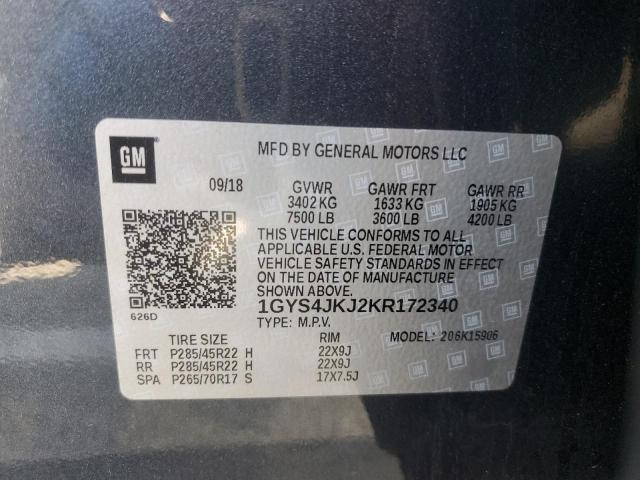 GM
MFD BY GENERAL MOTORS LLC
09/18 GVWR GAWR FRT GAWR RR
3402 KG 1633 KG 1905 KG
7500 LB 3600 LB 4200 LB
THIS VEHICLE CONFORMS TO ALL
APPLICABLE U.S. FEDERAL MOTOR
VEHICLE SAFETY STANDARDS IN EFFECT
ON THE DATE OF MANUFACTURE
SHOWN ABOVE.
626D
1GYS4JKJ2KR172340
TYPE: M.P.V. MODEL: 206K15906
TIRE SIZE RIM
FRT P285/45R22 H 22X9J
RR P285/45R22 H 22X9J
SPA P265/70R17 S 17X7.5J